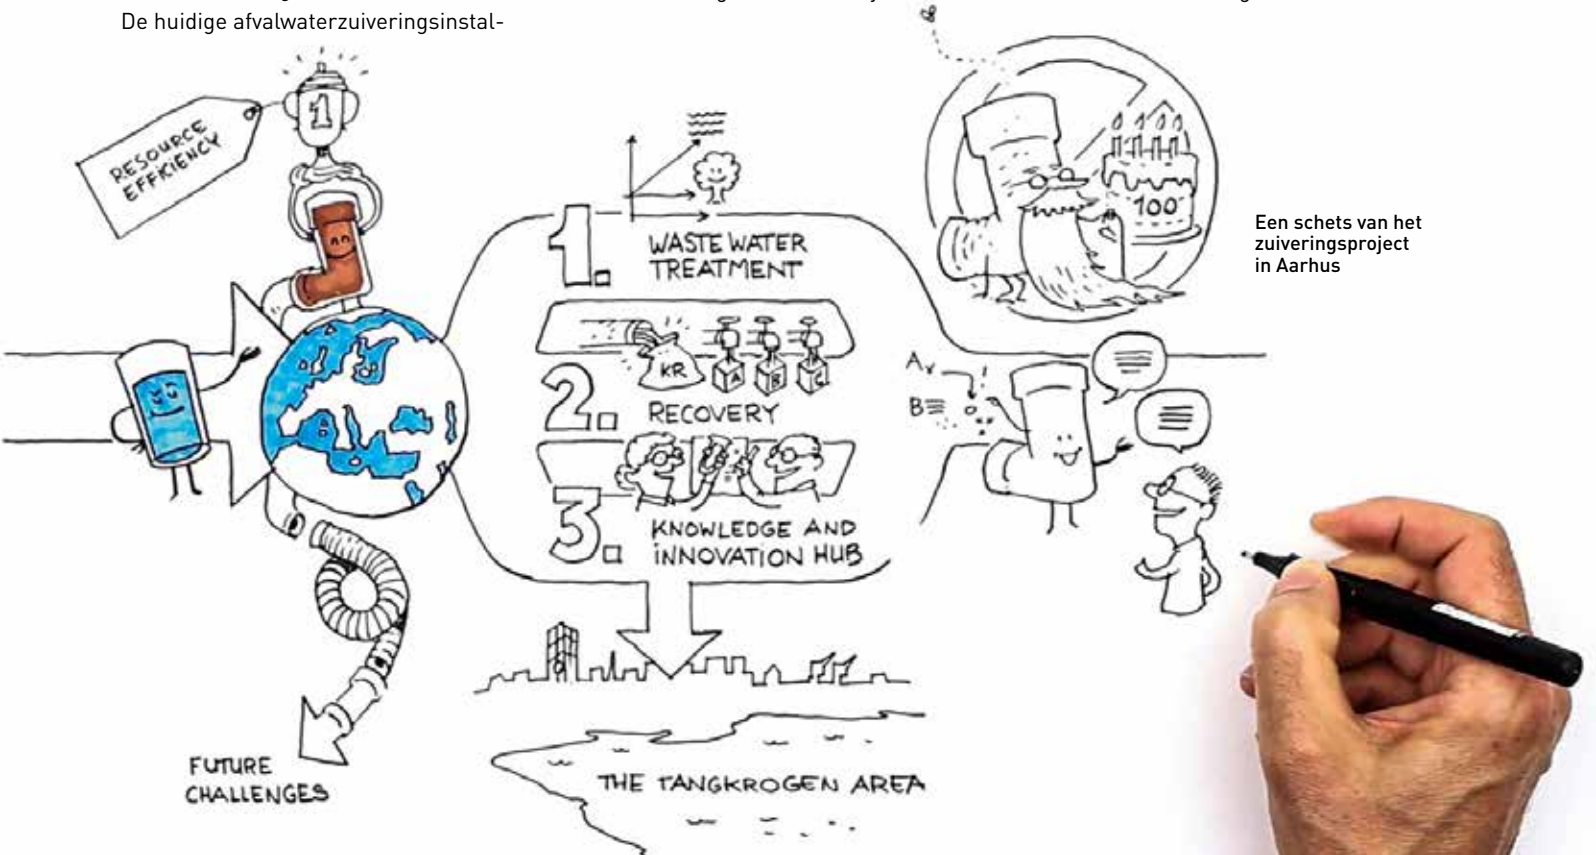 De huidige afvalwaterzuiveringsinstal-
RESOURCE
EFFICIENCY
1
1.
WASTE WATER
TREATMENT
KR
A
B
C
2.
RECOVERY
3.
KNOWLEDGE AND
INNOVATION HUB
THE TANGKROGEN AREA
FUTURE
CHALLENGES
100
A
B
Een schets van het
zuiveringsproject
in Aarhus